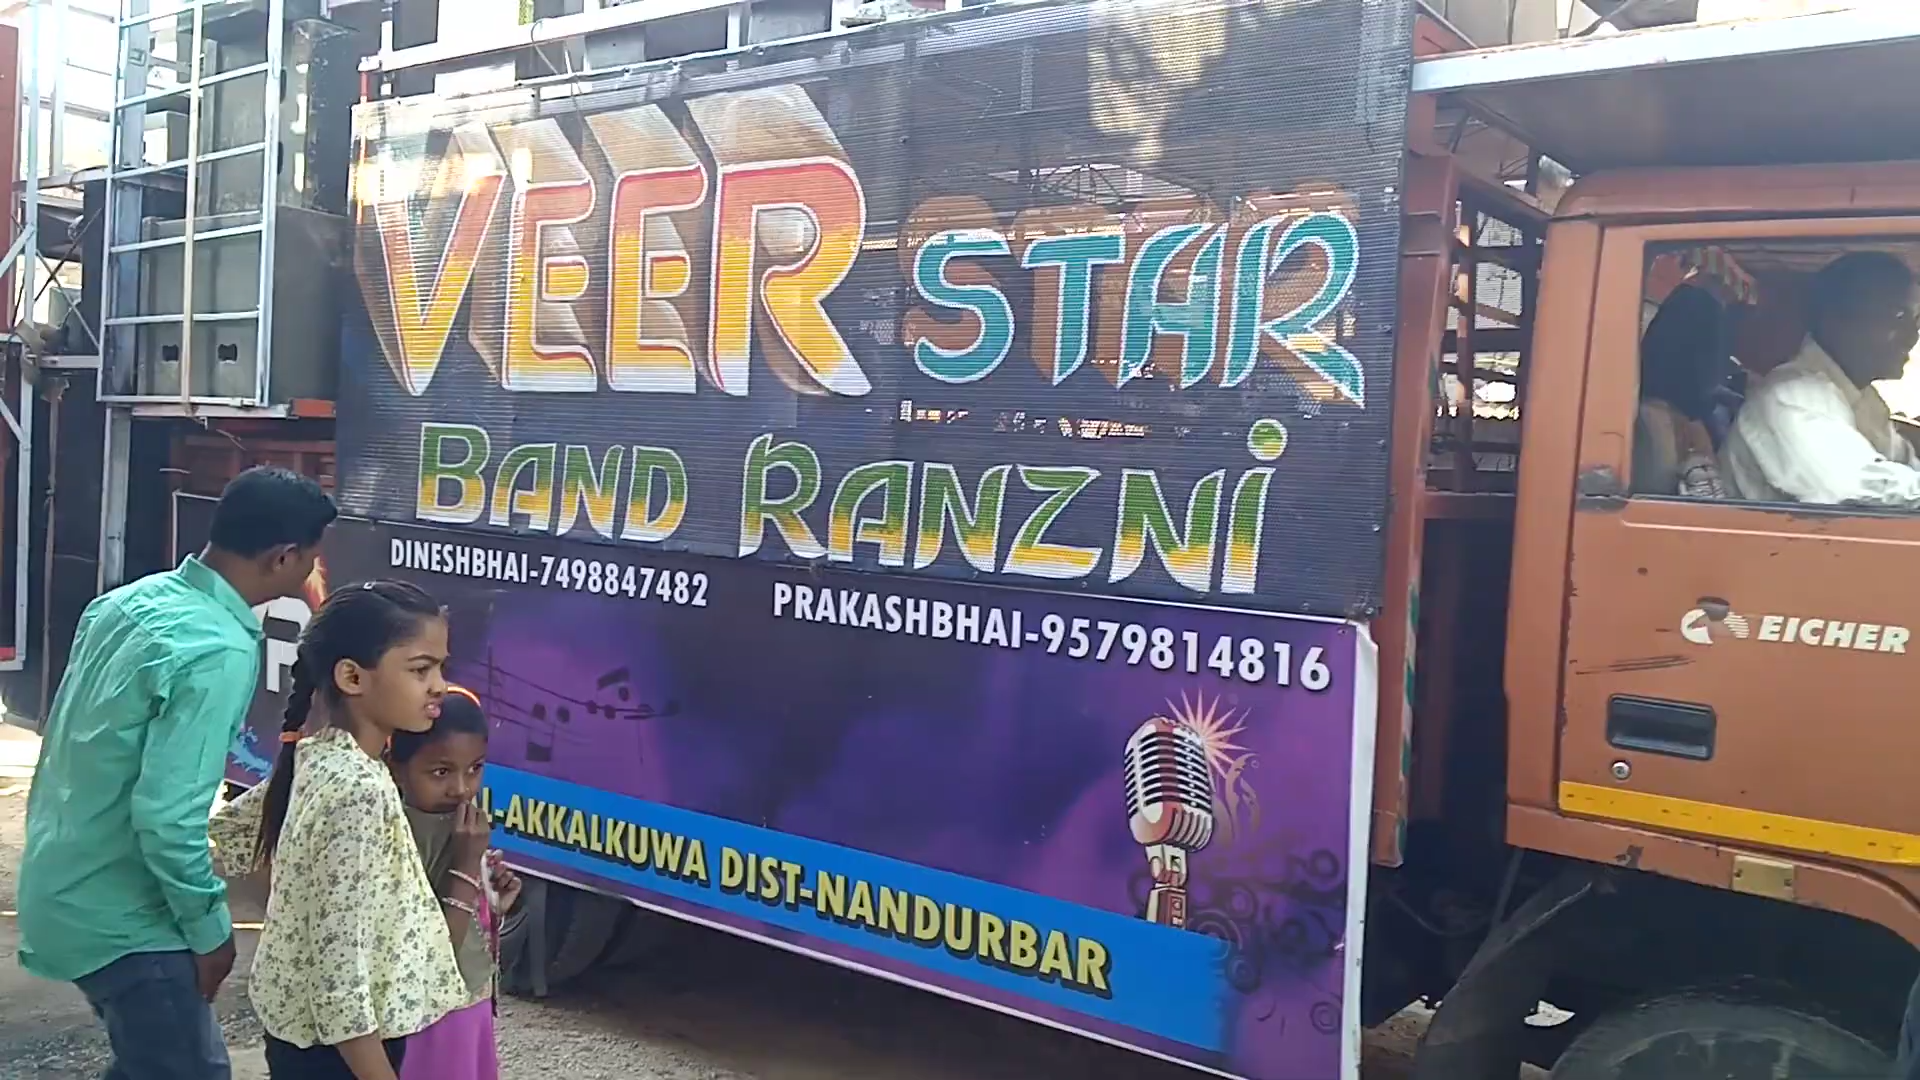 VEER STAR
BAND RANZNi
DINESHBHAI-7498847482 PRAKASHBHAI-9579814816
L-AKKALKUWA DIST-NANDURBAR
EICHER